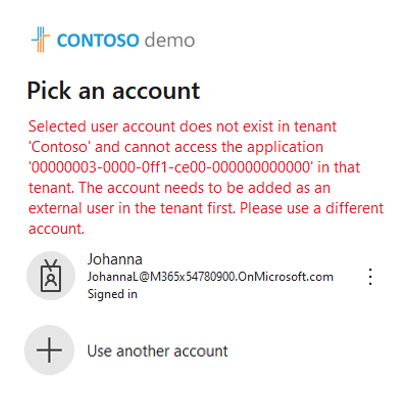 CONTOSO demo
Pick an account
Selected user account does not exist in tenant
'Contoso' and cannot access the application
'00000003-0000-0ff1-ce00-000000000000' in that
tenant. The account needs to be added as an
external user in the tenant first. Please use a different
account.
Johanna
JohannaL@M365x54780900.OnMicrosoft.com
Signed in
Use another account